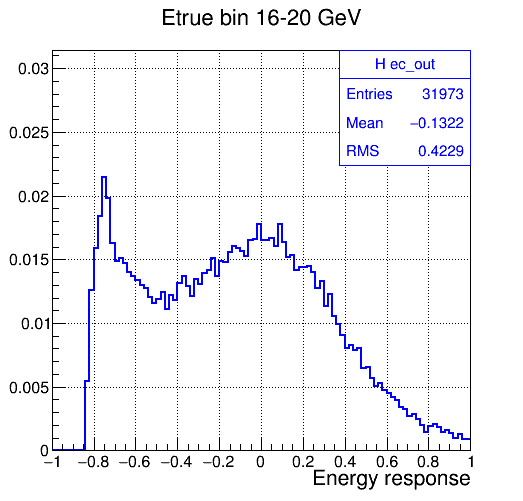 Etrue bin 16-20 GeV
H ec_out
Entries 31973
Mean −0.1322
RMS 0.4229
0.03
0.025
0.02
0.015
0.01
0.005
0
−1 −0.8 −0.6 −0.4 −0.2 0 0.2 0.4 0.6 0.8 1
Energy response